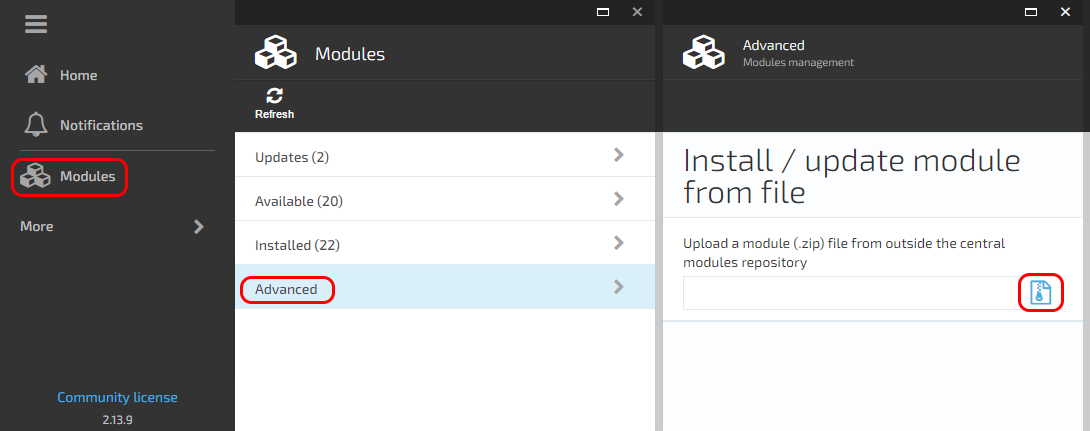 Home
Notifications
Modules
More
Community license
2.13.9
Modules
Refresh
Updates (2)
Available (20)
Installed (22)
Advanced
Advanced
Modules management
Install / update module
from file
Upload a module (.zip) file from outside the central
modules repository